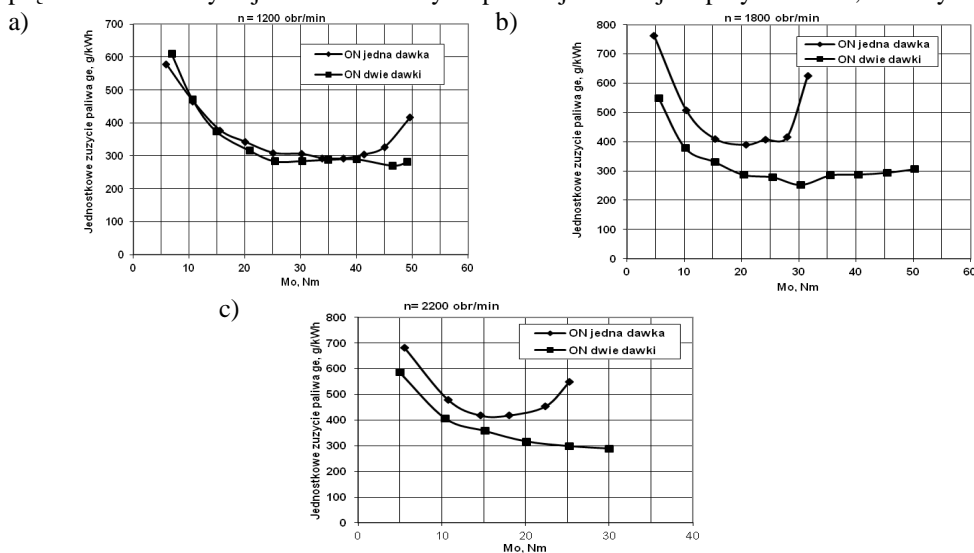 a)
n = 1200 obr/min
Jednostkowe zuzycie paliwa ge, g/kWh
700
600
500
400
300
200
100
0
ON jedna dawka
ON dwie dawki
0 10 20 30 40 50 60
Mo, Nm
b)
n= 1800 obr/min
Jednostkowe zuzycie paliwa ge, g/kWh
800
700
600
500
400
300
200
100
0
ON jedna dawka
ON dwie dawki
0 10 20 30 40 50 60
Mo, Nm
c)
n= 2200 obr/min
Jednostkowe zuzycie paliwa ge, g/kWh
800
700
600
500
400
300
200
100
0
ON jedna dawka
ON dwie dawki
0 10 20 30 40
Mo, Nm